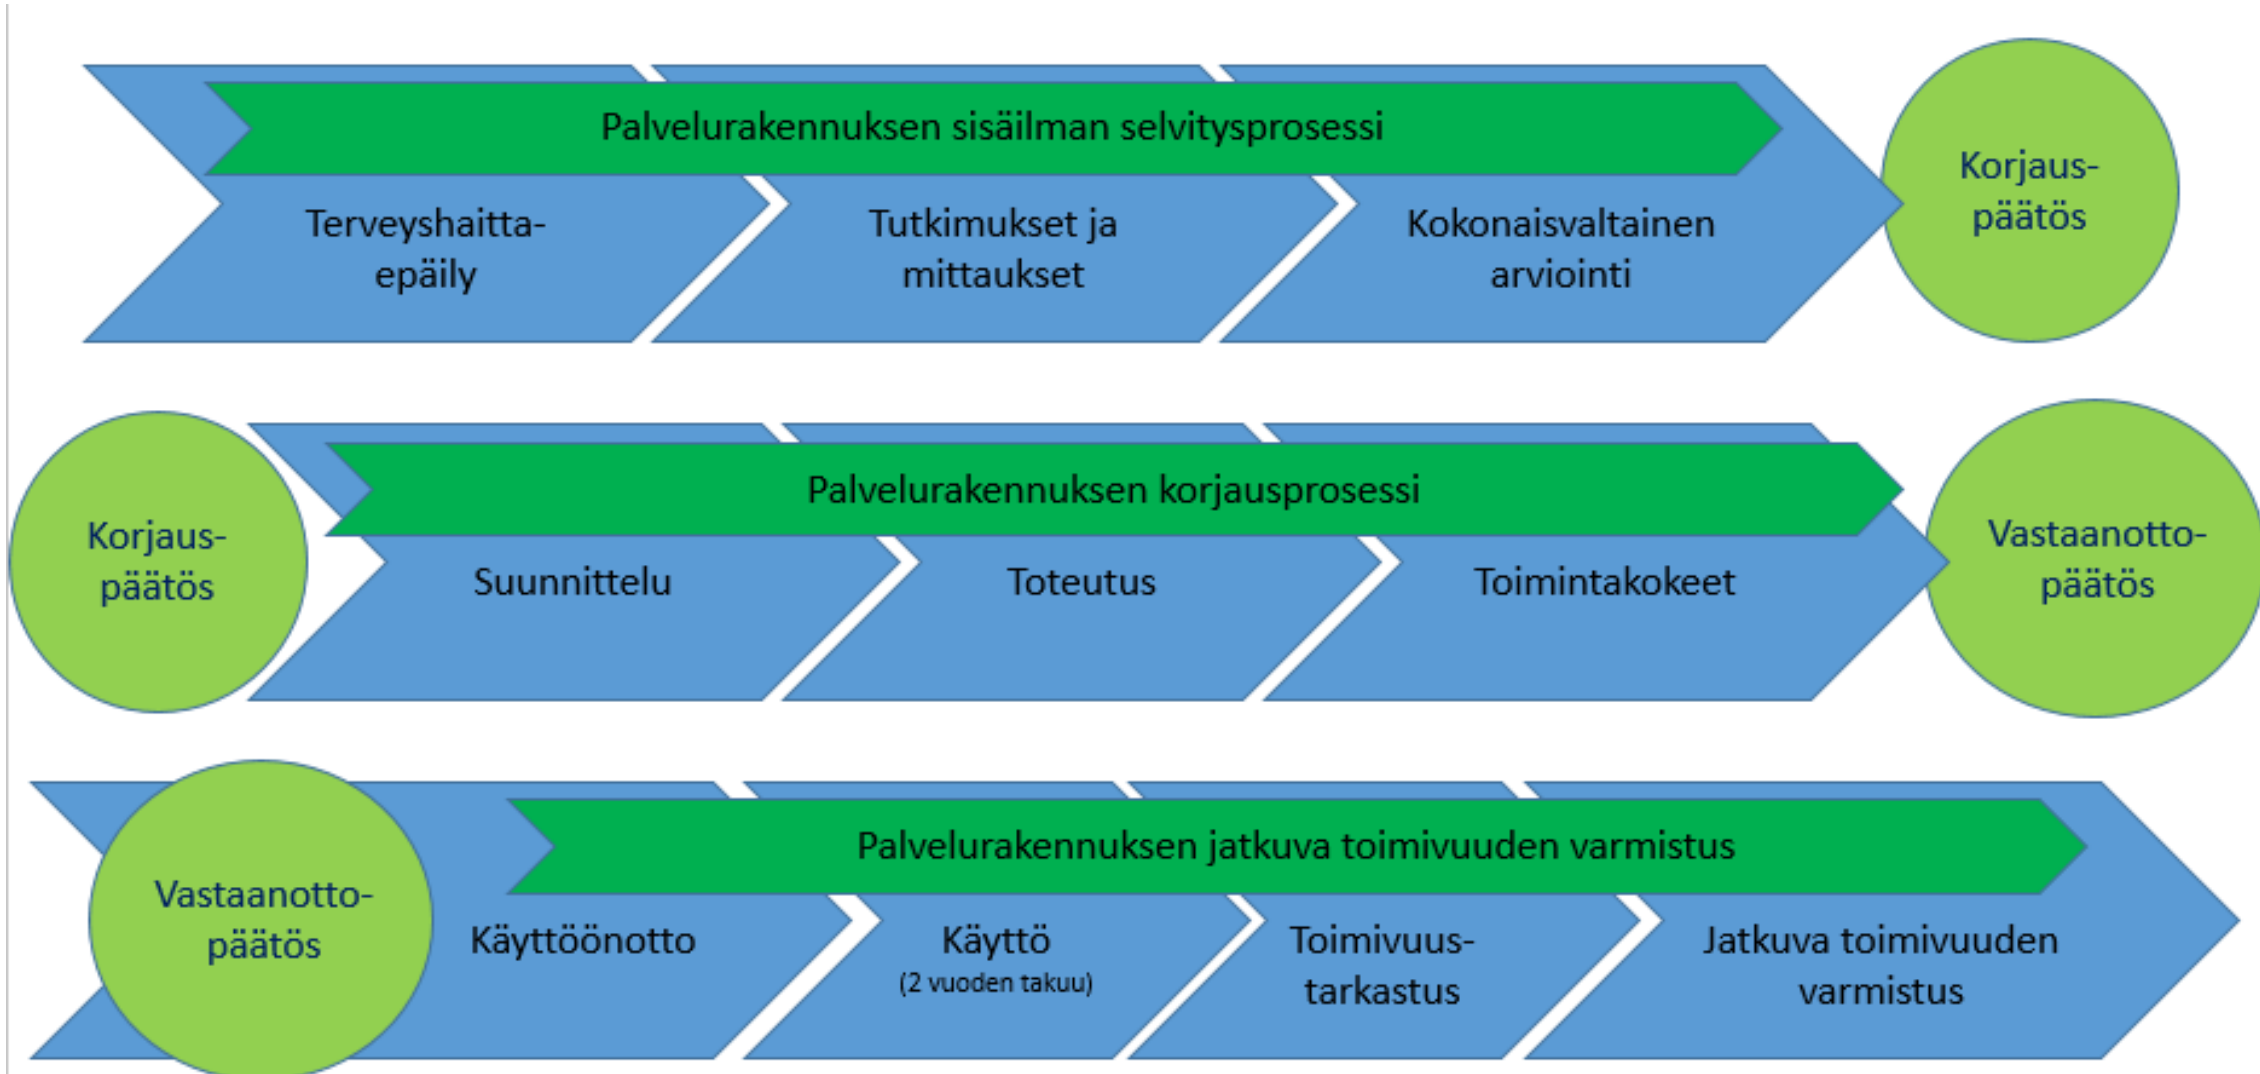 Palvelurakennuksen sisäilman selvitysprosessi
Terveyshaitta-
epäily
Tutkimukset ja
mittaukset
Kokonaisvaltainen
arviointi
Korjaus-
päätös
Korjaus-
päätös
Palvelurakennuksen korjausprosessi
Suunnittelu
Toteutus
Toimintakokeet
Vastaanotto-
päätös
Vastaanotto-
päätös
Palvelurakennuksen jatkuva toimivuuden varmistus
Käyttöönotto
Käyttö
(2 vuoden takuu)
Toimivuus-
tarkastus
Jatkuva toimivuuden
varmistus